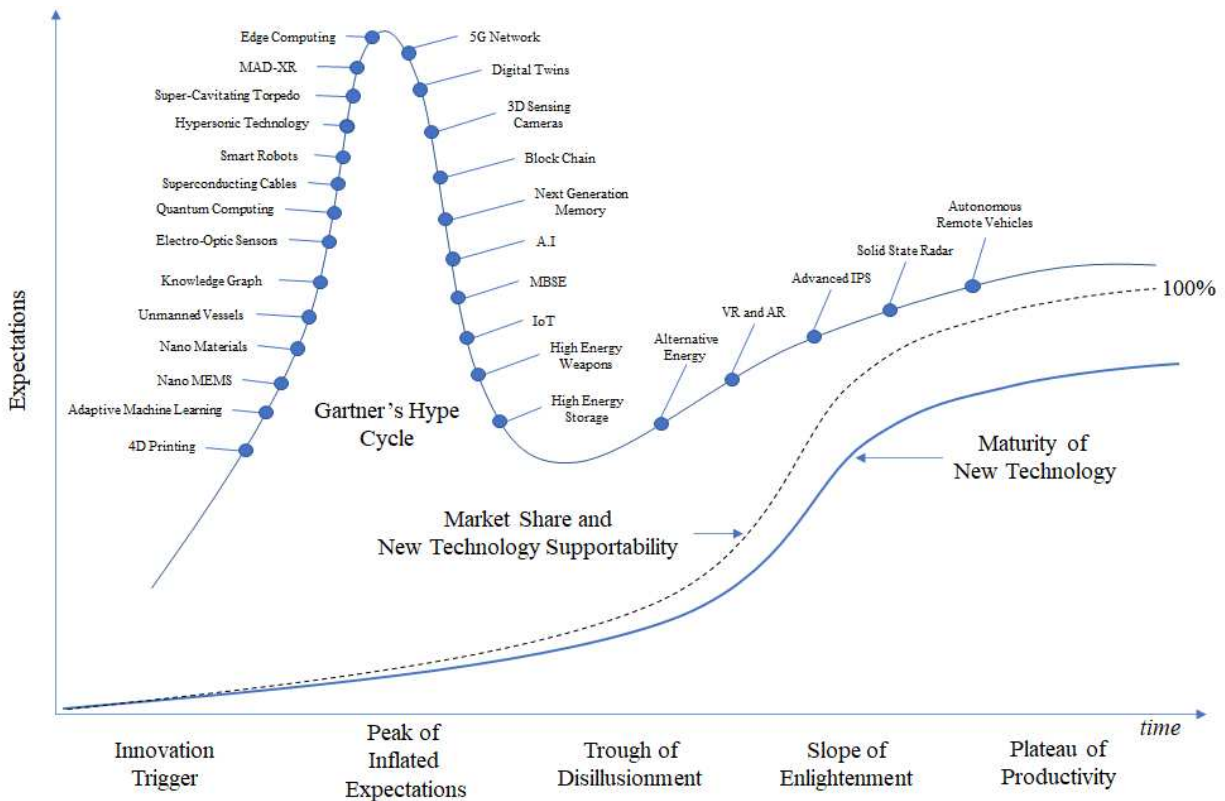 Edge Computing
MAD-XR
Super-Cavitating Torpedo
Hypersonic Technology
Smart Robots
Superconducting Cables
Quantum Computing
Electro-Optic Sensors
Knowledge Graph
Unmanned Vessels
Nano Materials
Nano MEMS
Adaptive Machine Learning
4D Printing
5G Network
Digital Twins
3D Sensing
Cameras
Block Chain
Next Generation
Memory
A.I
MBSE
IoT
High Energy
Weapons
High Energy
Storage
Alternative
Energy
VR and AR
Advanced IPS
Solid State Radar
Autonomous
Remote Vehicles
100%
Expectations
Gartner’s Hype
Cycle
Market Share and
New Technology Supportability
Maturity of
New Technology
time
Innovation
Trigger
Peak of
Inflated
Expectations
Trough of
Disillusionment
Slope of
Enlightenment
Plateau of
Productivity